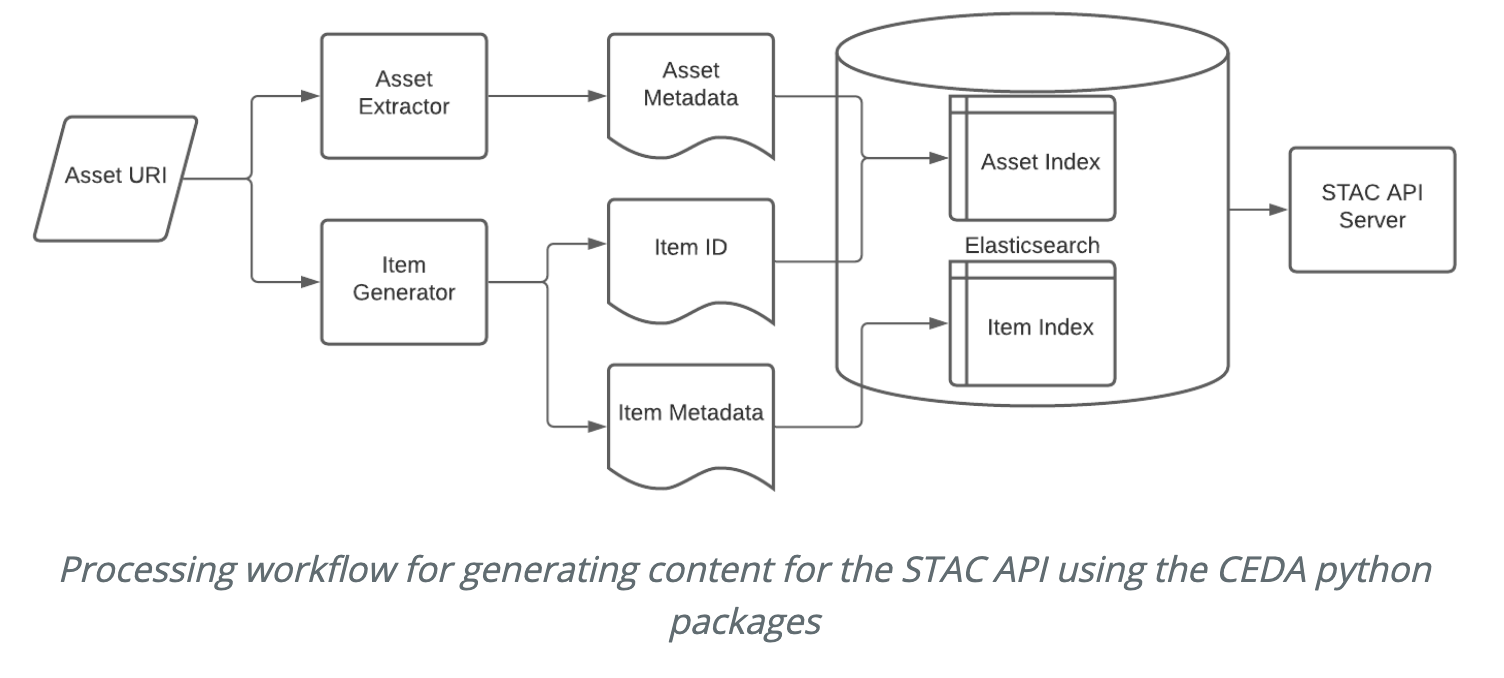 Asset URI
Asset
Extractor
Asset
Metadata
Item
Generator
Item ID
Item Metadata
Asset Index
Elasticsearch
Item Index
STAC API
Server
Processing workflow for generating content for the STAC API using the CEDA python
packages